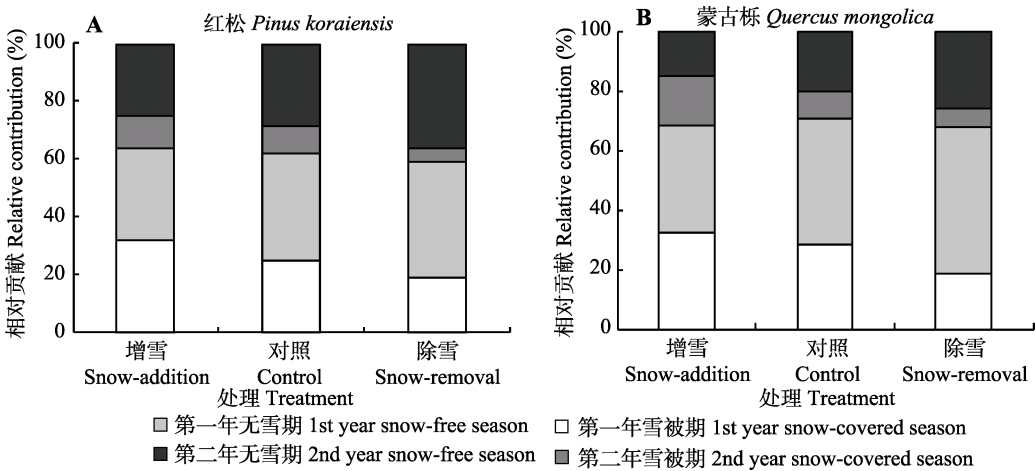 A
红松 Pinus koraiensis
相对贡献 Relative contribution (%)
100
80
60
40
20
0
增雪 对照 除雪
Snow-addition Control Snow-removal
处理 Treatment
B
蒙古栎 Quercus mongolica
相对贡献 Relative contribution (%)
100
80
60
40
20
0
增雪 对照 除雪
Snow-addition Control Snow-removal
处理 Treatment
第一年无雪期 1st year snow-free season
第一年雪被期 1st year snow-covered season
第二年无雪期 2nd year snow-free season
第二年雪被期 2nd year snow-covered season